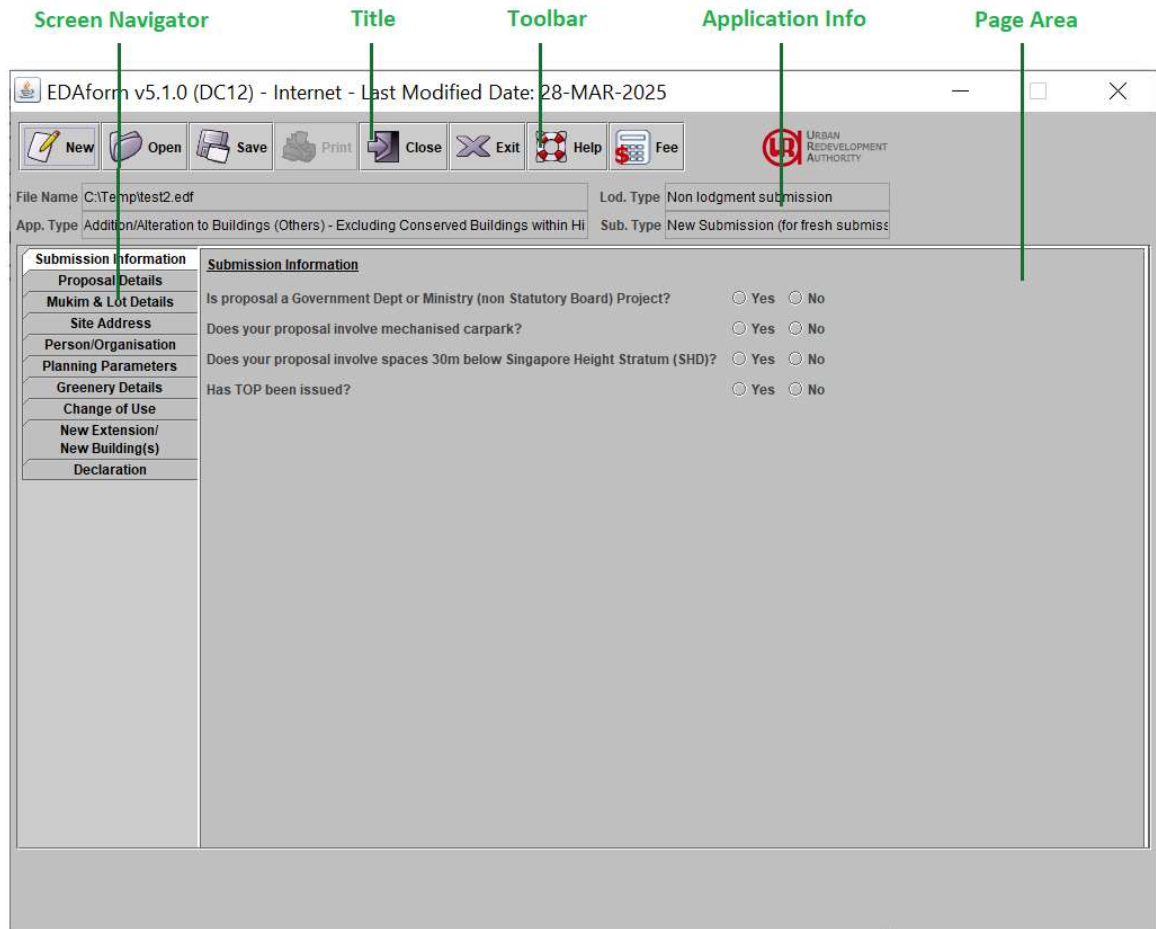 Screen Navigator Title Toolbar Application Info Page Area
EDAform v5.1.0 (DC12) - Internet - Last Modified Date: 28-MAR-2025
New Open Save Print Close Exit Help Fee
URBAN
REDEVELOPMENT
AUTHORITY
File Name C:\Temp\test2.edf Lod. Type Non lodgment submission
App. Type Addition/Alteration to Buildings (Others) - Excluding Conserved Buildings within Hi Sub. Type New Submission (for fresh submiss
Submission Information
Proposal Details
Mukim & Lot Details
Site Address
Person/Organisation
Planning Parameters
Greenery Details
Change of Use
New Extension/
New Building(s)
Declaration
Submission Information
Is proposal a Government Dept or Ministry (non Statutory Board) Project? Yes No
Does your proposal involve mechanised carpark? Yes No
Does your proposal involve spaces 30m below Singapore Height Stratum (SHD)? Yes No
Has TOP been issued? Yes No